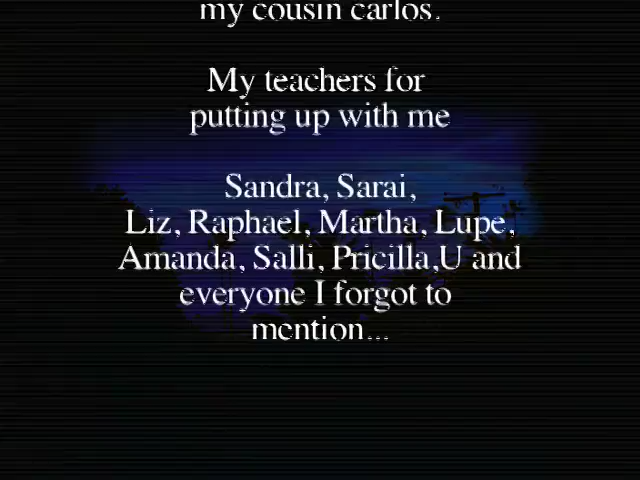 my cousin carlos.
My teachers for
putting up with me
Sandra, Sarai,
Liz, Raphael, Martha, Lupe,
Amanda, Salli, Pricilla,U and
everyone I forgot to
mention...